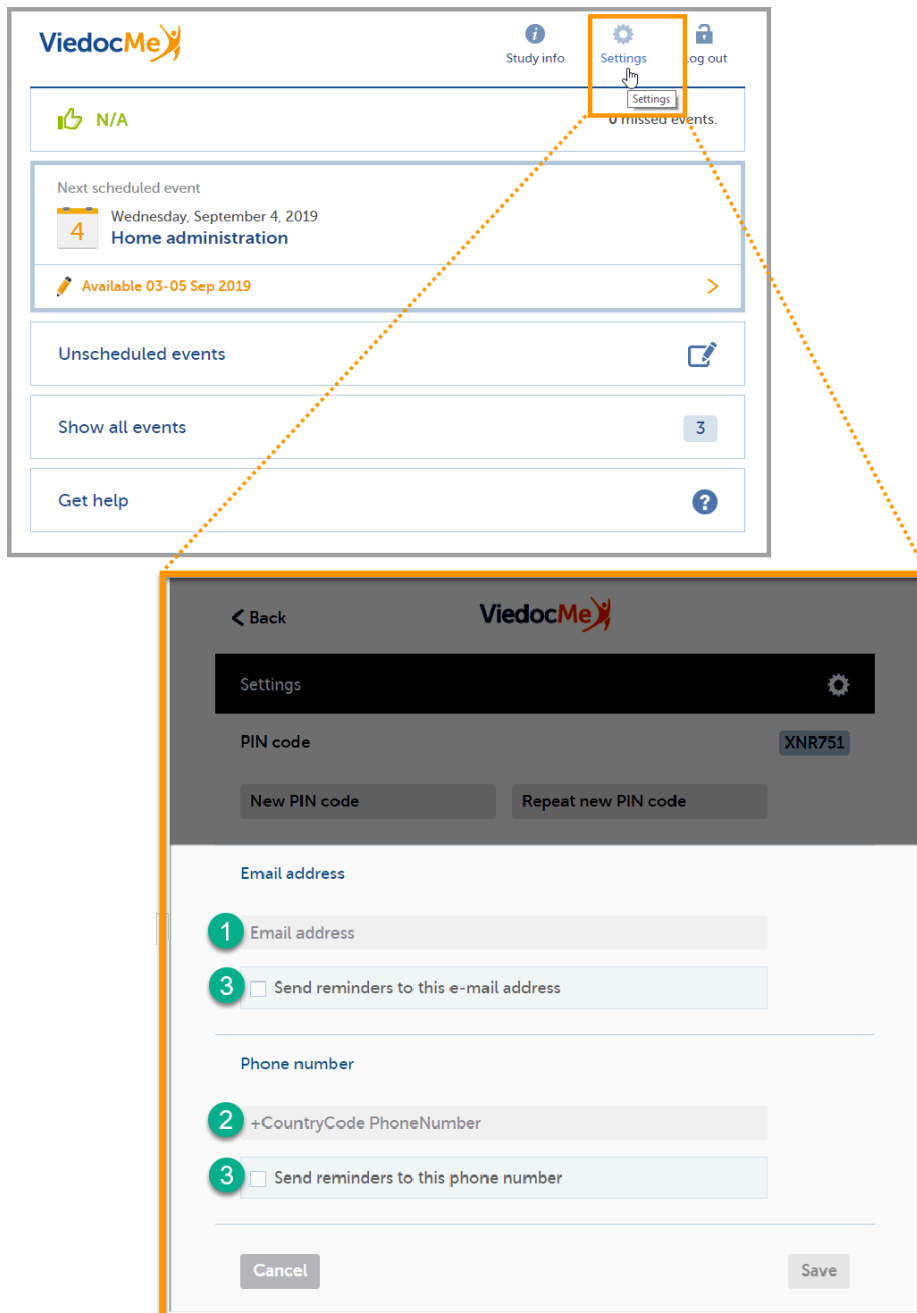 ViedocMe
Study info
Settings
Log out
Settings
N/A
0 missed events.
Next scheduled event
4
Wednesday, September 4, 2019
Home administration
Available 03-05 Sep 2019
Unscheduled events
Show all events
3
Get help
?
Back
ViedocMe
Settings
PIN code
XNR751
New PIN code
Repeat new PIN code
Email address
1 Email address
3 Send reminders to this e-mail address
Phone number
2 +CountryCode PhoneNumber
3 Send reminders to this phone number
Cancel
Save